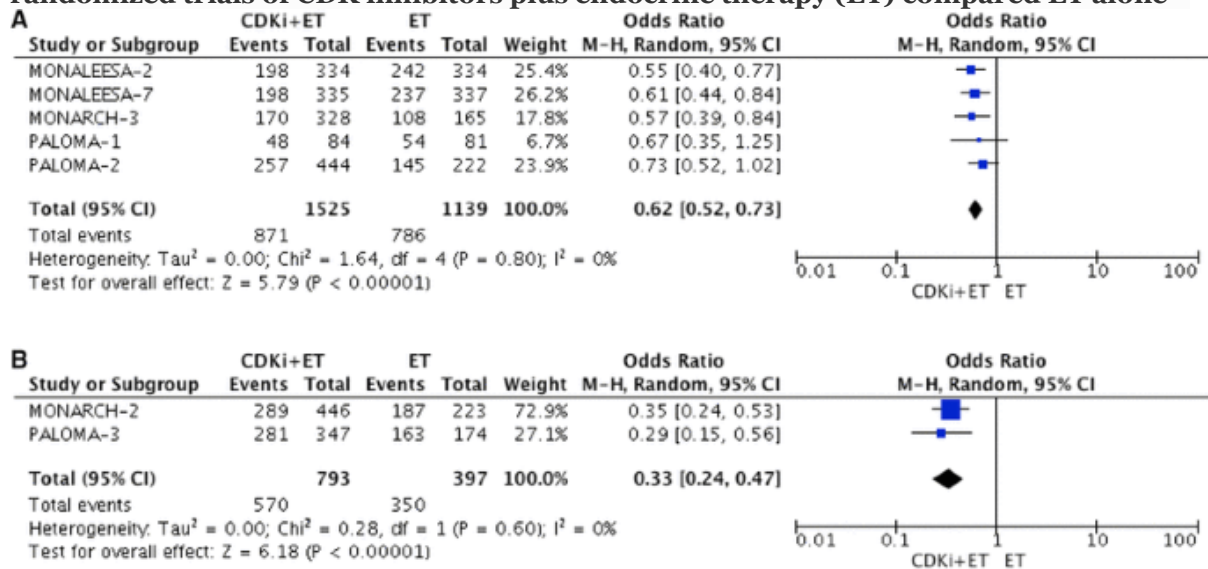 randomized trials of CDK inhibitors plus endocrine therapy (ET) compared ET alone
A CDKi+ET ET Odds Ratio Odds Ratio
Study or Subgroup Events Total Events Total Weight M-H, Random, 95% CI M-H, Random, 95% CI
MONALEESA-2 198 334 242 334 25.4% 0.55 [0.40, 0.77]
MONALEESA-7 198 335 237 337 26.2% 0.61 [0.44, 0.84]
MONARCH-3 170 328 108 165 17.8% 0.57 [0.39, 0.84]
PALOMA-1 48 84 54 81 6.7% 0.67 [0.35, 1.25]
PALOMA-2 257 444 145 222 23.9% 0.73 [0.52, 1.02]
Total (95% CI) 1525 1139 100.0% 0.62 [0.52, 0.73]
Total events 871 786
Heterogeneity: Tau² = 0.00; Chi² = 1.64, df = 4 (P = 0.80); I² = 0%
Test for overall effect: Z = 5.79 (P < 0.00001)
0.01 0.1 1 10 100
CDKi+ET ET
B CDKi+ET ET Odds Ratio Odds Ratio
Study or Subgroup Events Total Events Total Weight M-H, Random, 95% CI M-H, Random, 95% CI
MONARCH-2 289 446 187 223 72.9% 0.35 [0.24, 0.53]
PALOMA-3 281 347 163 174 27.1% 0.29 [0.15, 0.56]
Total (95% CI) 793 397 100.0% 0.33 [0.24, 0.47]
Total events 570 350
Heterogeneity: Tau² = 0.00; Chi² = 0.28, df = 1 (P = 0.60); I² = 0%
Test for overall effect: Z = 6.18 (P < 0.00001)
0.01 0.1 1 10 100
CDKi+ET ET